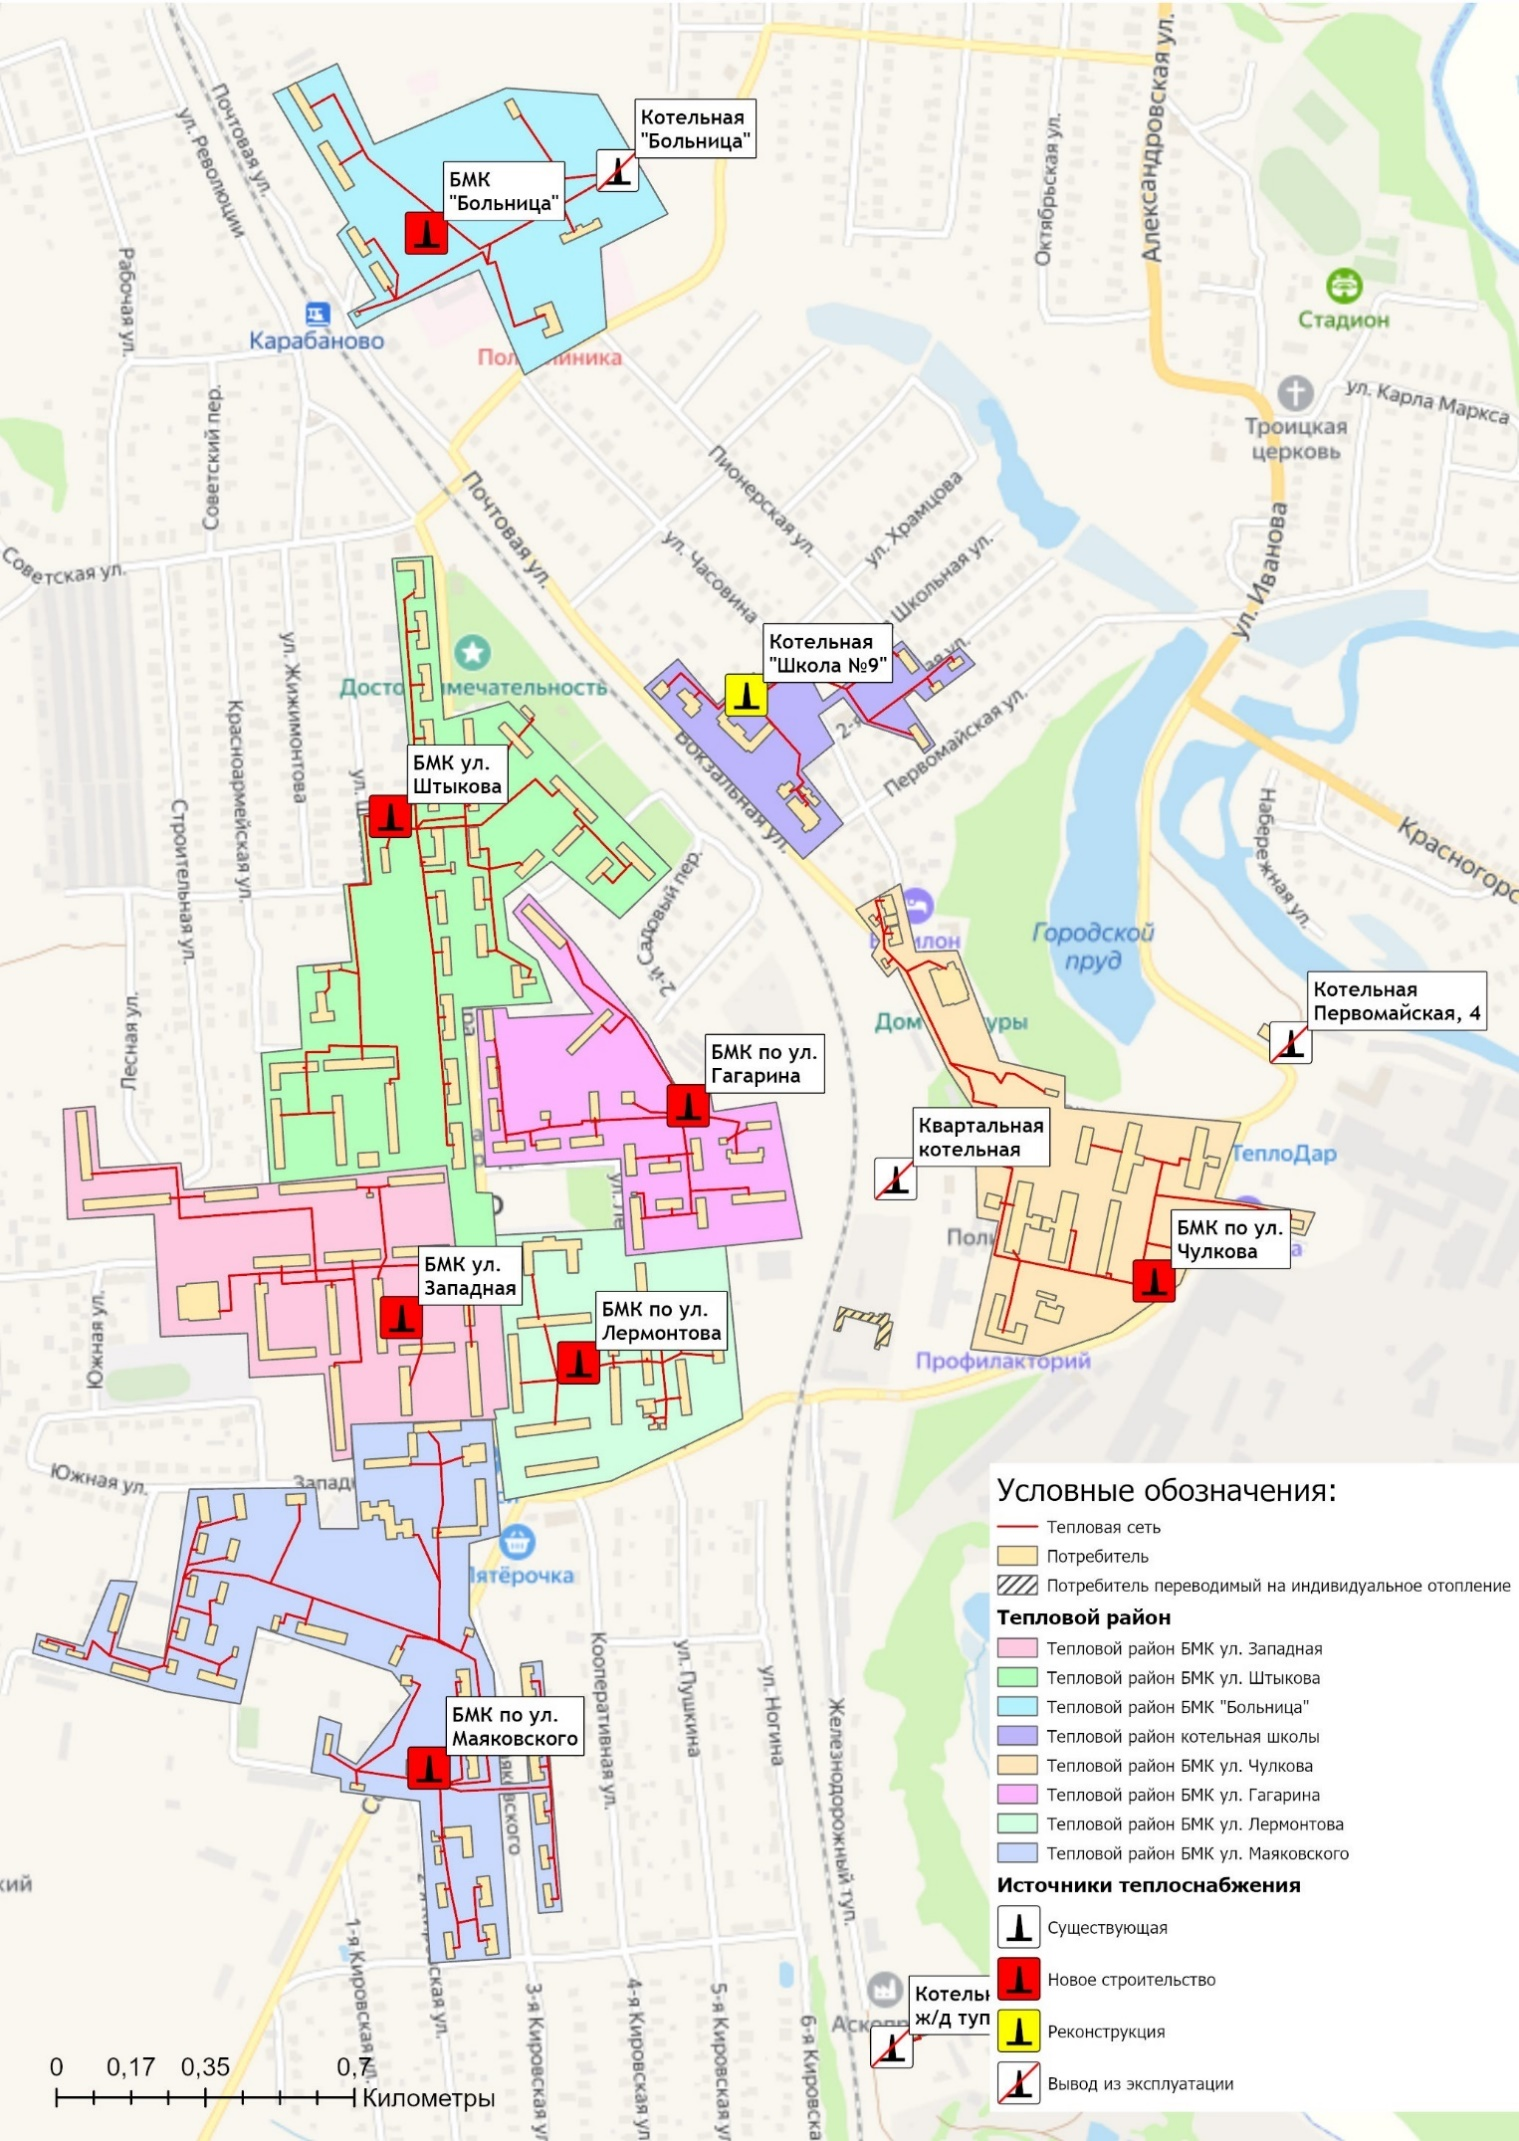 Александровская ул.
Почтовая ул.
ул. Революции
Котельная
"Больница"
БМК
"Больница"
Октябрьская ул.
Рабочая ул.
Стадион
Карабаново
ул. Карла Маркса
Троицкая
церковь
Советский пер.
Пионерская ул.
Почтовая ул.
ул. Храмцова
ул. Часовина
Школьная ул.
ул. Иванова
Советская ул.
Котельная
"Школа №9"
ул. Жижимонтова
Красноармейская ул.
Первомайская ул.
Вокзальная ул.
БМК ул.
Штыкова
Строительная ул.
Набережная ул.
Красногорс
2-й Садовый пер.
Городской
пруд
Лесная ул.
Котельная
Первомайская, 4
БМК по ул.
Гагарина
Квартальная
котельная
ТеплоДар
БМК по ул.
Чулкова
БМК ул.
Западная
БМК по ул.
Лермонтова
Южная ул.
Профилакторий
Южная ул.
Пятёрочка
Кооперативная ул.
ул. Пушкина
ул. Ногина
Железнодорожный туп.
БМК по ул.
Маяковского
кий
1-я Кировская ул.
3-я Кировская ул
4-я Кировская ул
5-я Кировская ул
6-я Кировска
Котельн
ж/д туп
0 0,17 0,35 0,7
Километры
Условные обозначения:
Тепловая сеть
Потребитель
Потребитель переводимый на индивидуальное отопление
Тепловой район
Тепловой район БМК ул. Западная
Тепловой район БМК ул. Штыкова
Тепловой район БМК "Больница"
Тепловой район котельная школы
Тепловой район БМК ул. Чулкова
Тепловой район БМК ул. Гагарина
Тепловой район БМК ул. Лермонтова
Тепловой район БМК ул. Маяковского
Источники теплоснабжения
Существующая
Новое строительство
Реконструкция
Вывод из эксплуатации